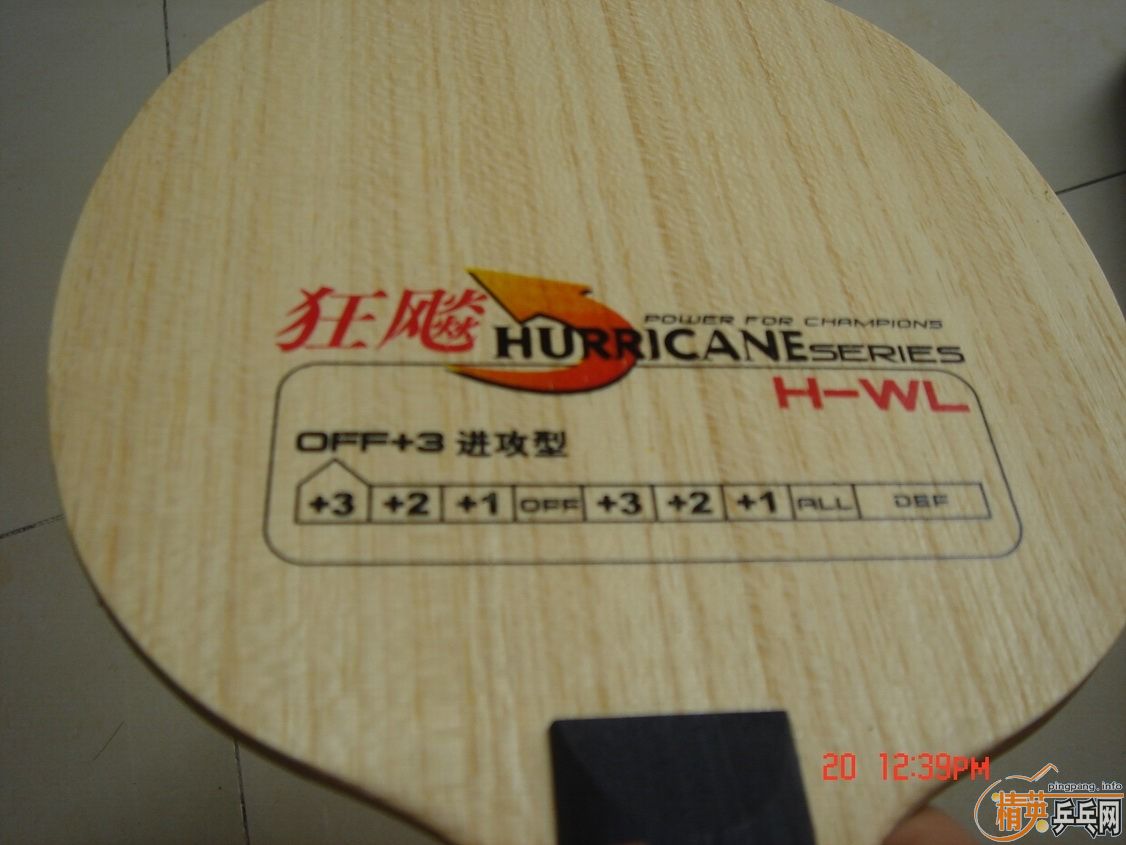 狂飚
POWER FOR CHAMPIONS
HURRICANE SERIES
H-WL
OFF+3 进攻型
+3 +2 +1 OFF +3 +2 +1 ALL DEF
20 12:39PM
pingpang.info
精英乒乓网